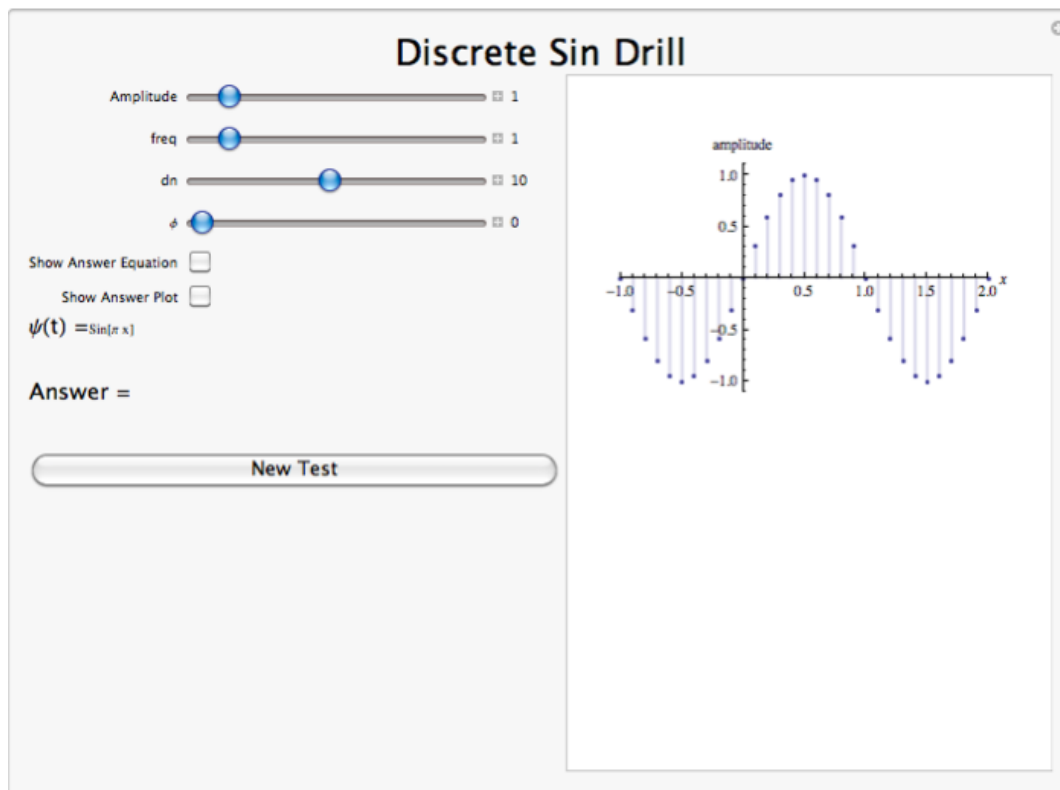 Discrete Sin Drill
Amplitude 1
freq 1
dn 10
ϕ 0
Show Answer Equation
Show Answer Plot
ψ(t) =Sin[π x]
Answer =
New Test
amplitude
1.0
0.5
-1.0 -0.5 0.5 1.0 1.5 2.0 x
-0.5
-1.0